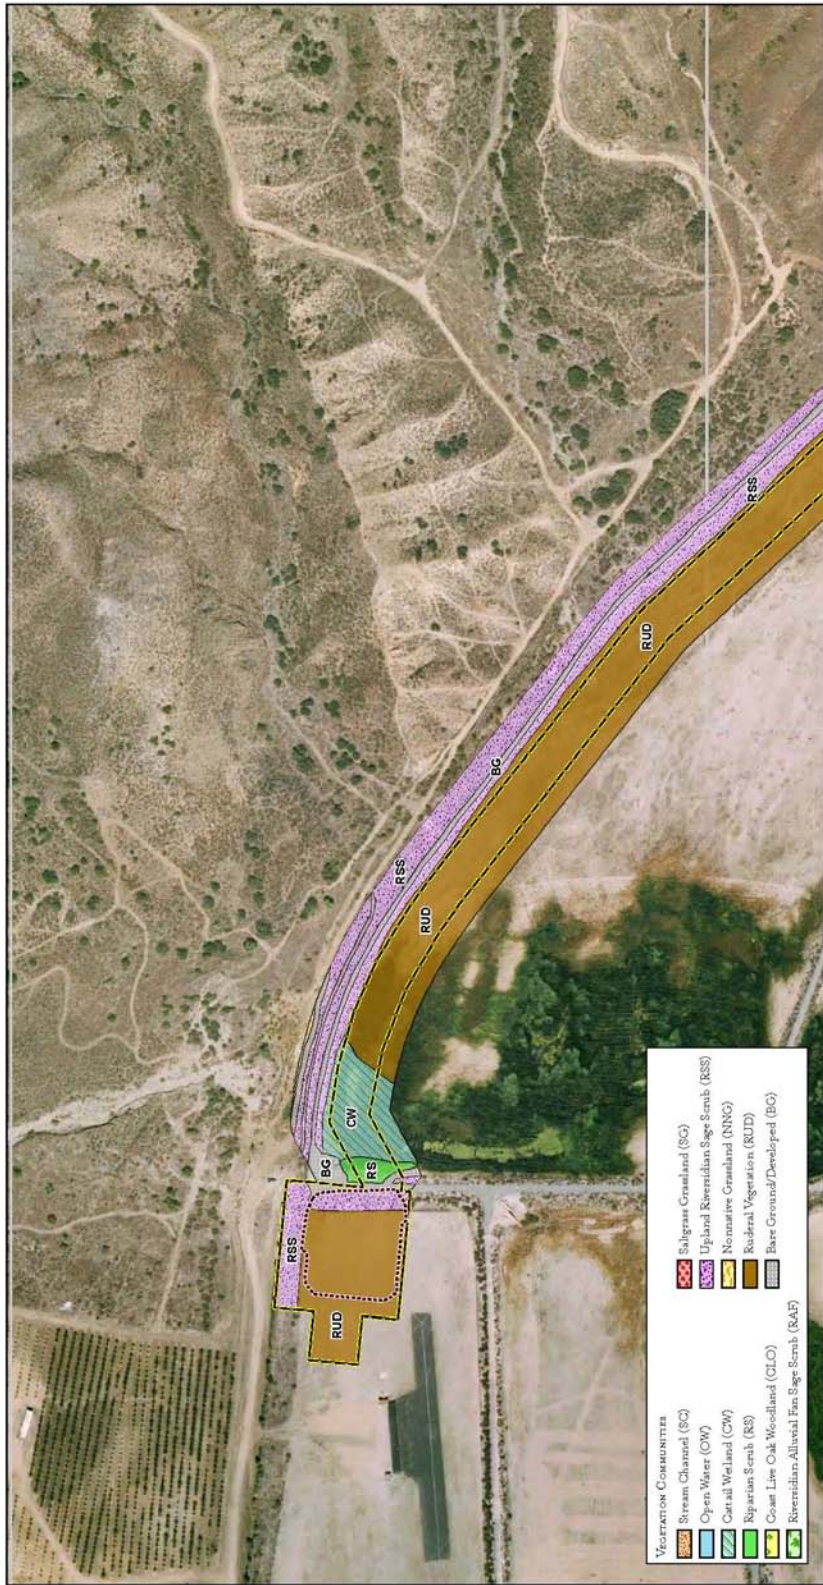 RSS
RUD
BG
RSS
RUD
CW
BG
RS
RSS
RUD
VEGETATION COMMUNITIES
Stream Channel (SC)
Open Water (OW)
Cattail Wetland (CW)
Riparian Scrub (RS)
Coast Live Oak Woodland (CLO)
Riversidian Alluvial Fan Sage Scrub (RAF)
Saltgrass Grassland (SG)
Upland Riversidian Sage Scrub (RSS)
Nonnative Grassland (NNG)
Ruderal Vegetation (RUD)
Bare Ground/Developed (BG)